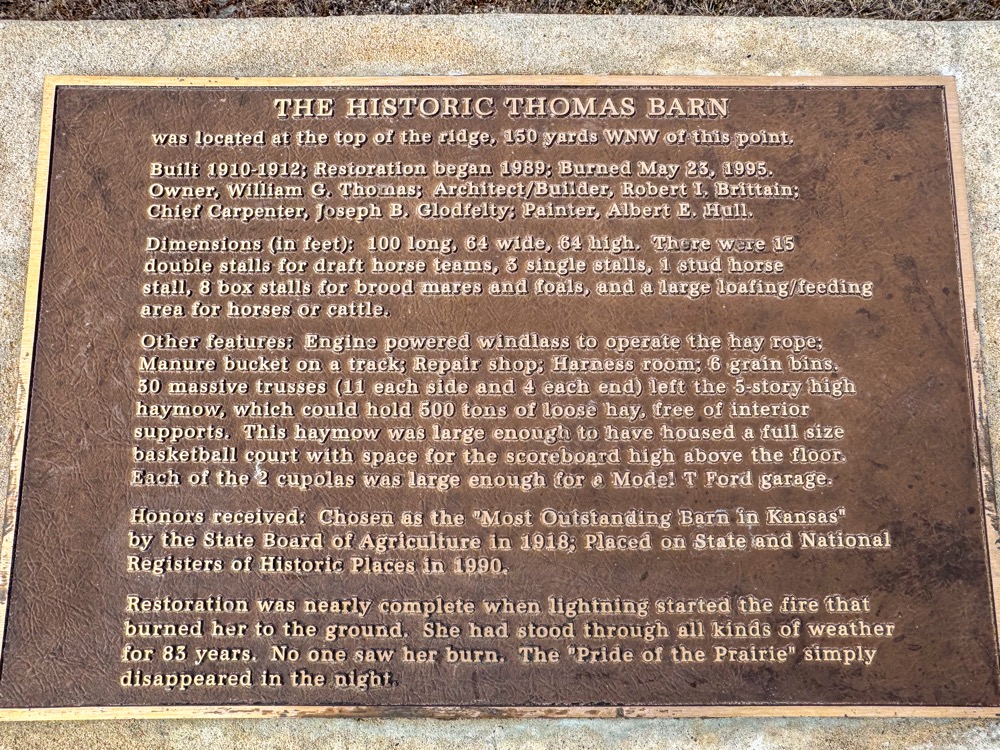 THE HISTORIC THOMAS BARN
was located at the top of the ridge, 150 yards WNW of this point.
Built 1910-1912; Restoration began 1989; Burned May 23, 1995.
Owner, William G. Thomas; Architect/Builder, Robert I. Brittain;
Chief Carpenter, Joseph B. Glodfelty; Painter, Albert E. Hull.
Dimensions (in feet): 100 long, 64 wide, 64 high. There were 15
double stalls for draft horse teams, 3 single stalls, 1 stud horse
stall, 8 box stalls for brood mares and foals, and a large loafing/feeding
area for horses or cattle.
Other features: Engine powered windlass to operate the hay rope;
Manure bucket on a track; Repair shop; Harness room; 6 grain bins.
30 massive trusses (11 each side and 4 each end) left the 5-story high
haymow, which could hold 500 tons of loose hay, free of interior
supports. This haymow was large enough to have housed a full size
basketball court with space for the scoreboard high above the floor.
Each of the 2 cupolas was large enough for a Model T Ford garage.
Honors received: Chosen as the "Most Outstanding Barn in Kansas"
by the State Board of Agriculture in 1918; Placed on State and National
Registers of Historic Places in 1990.
Restoration was nearly complete when lightning started the fire that
burned her to the ground. She had stood through all kinds of weather
for 83 years. No one saw her burn. The "Pride of the Prairie" simply
disappeared in the night.